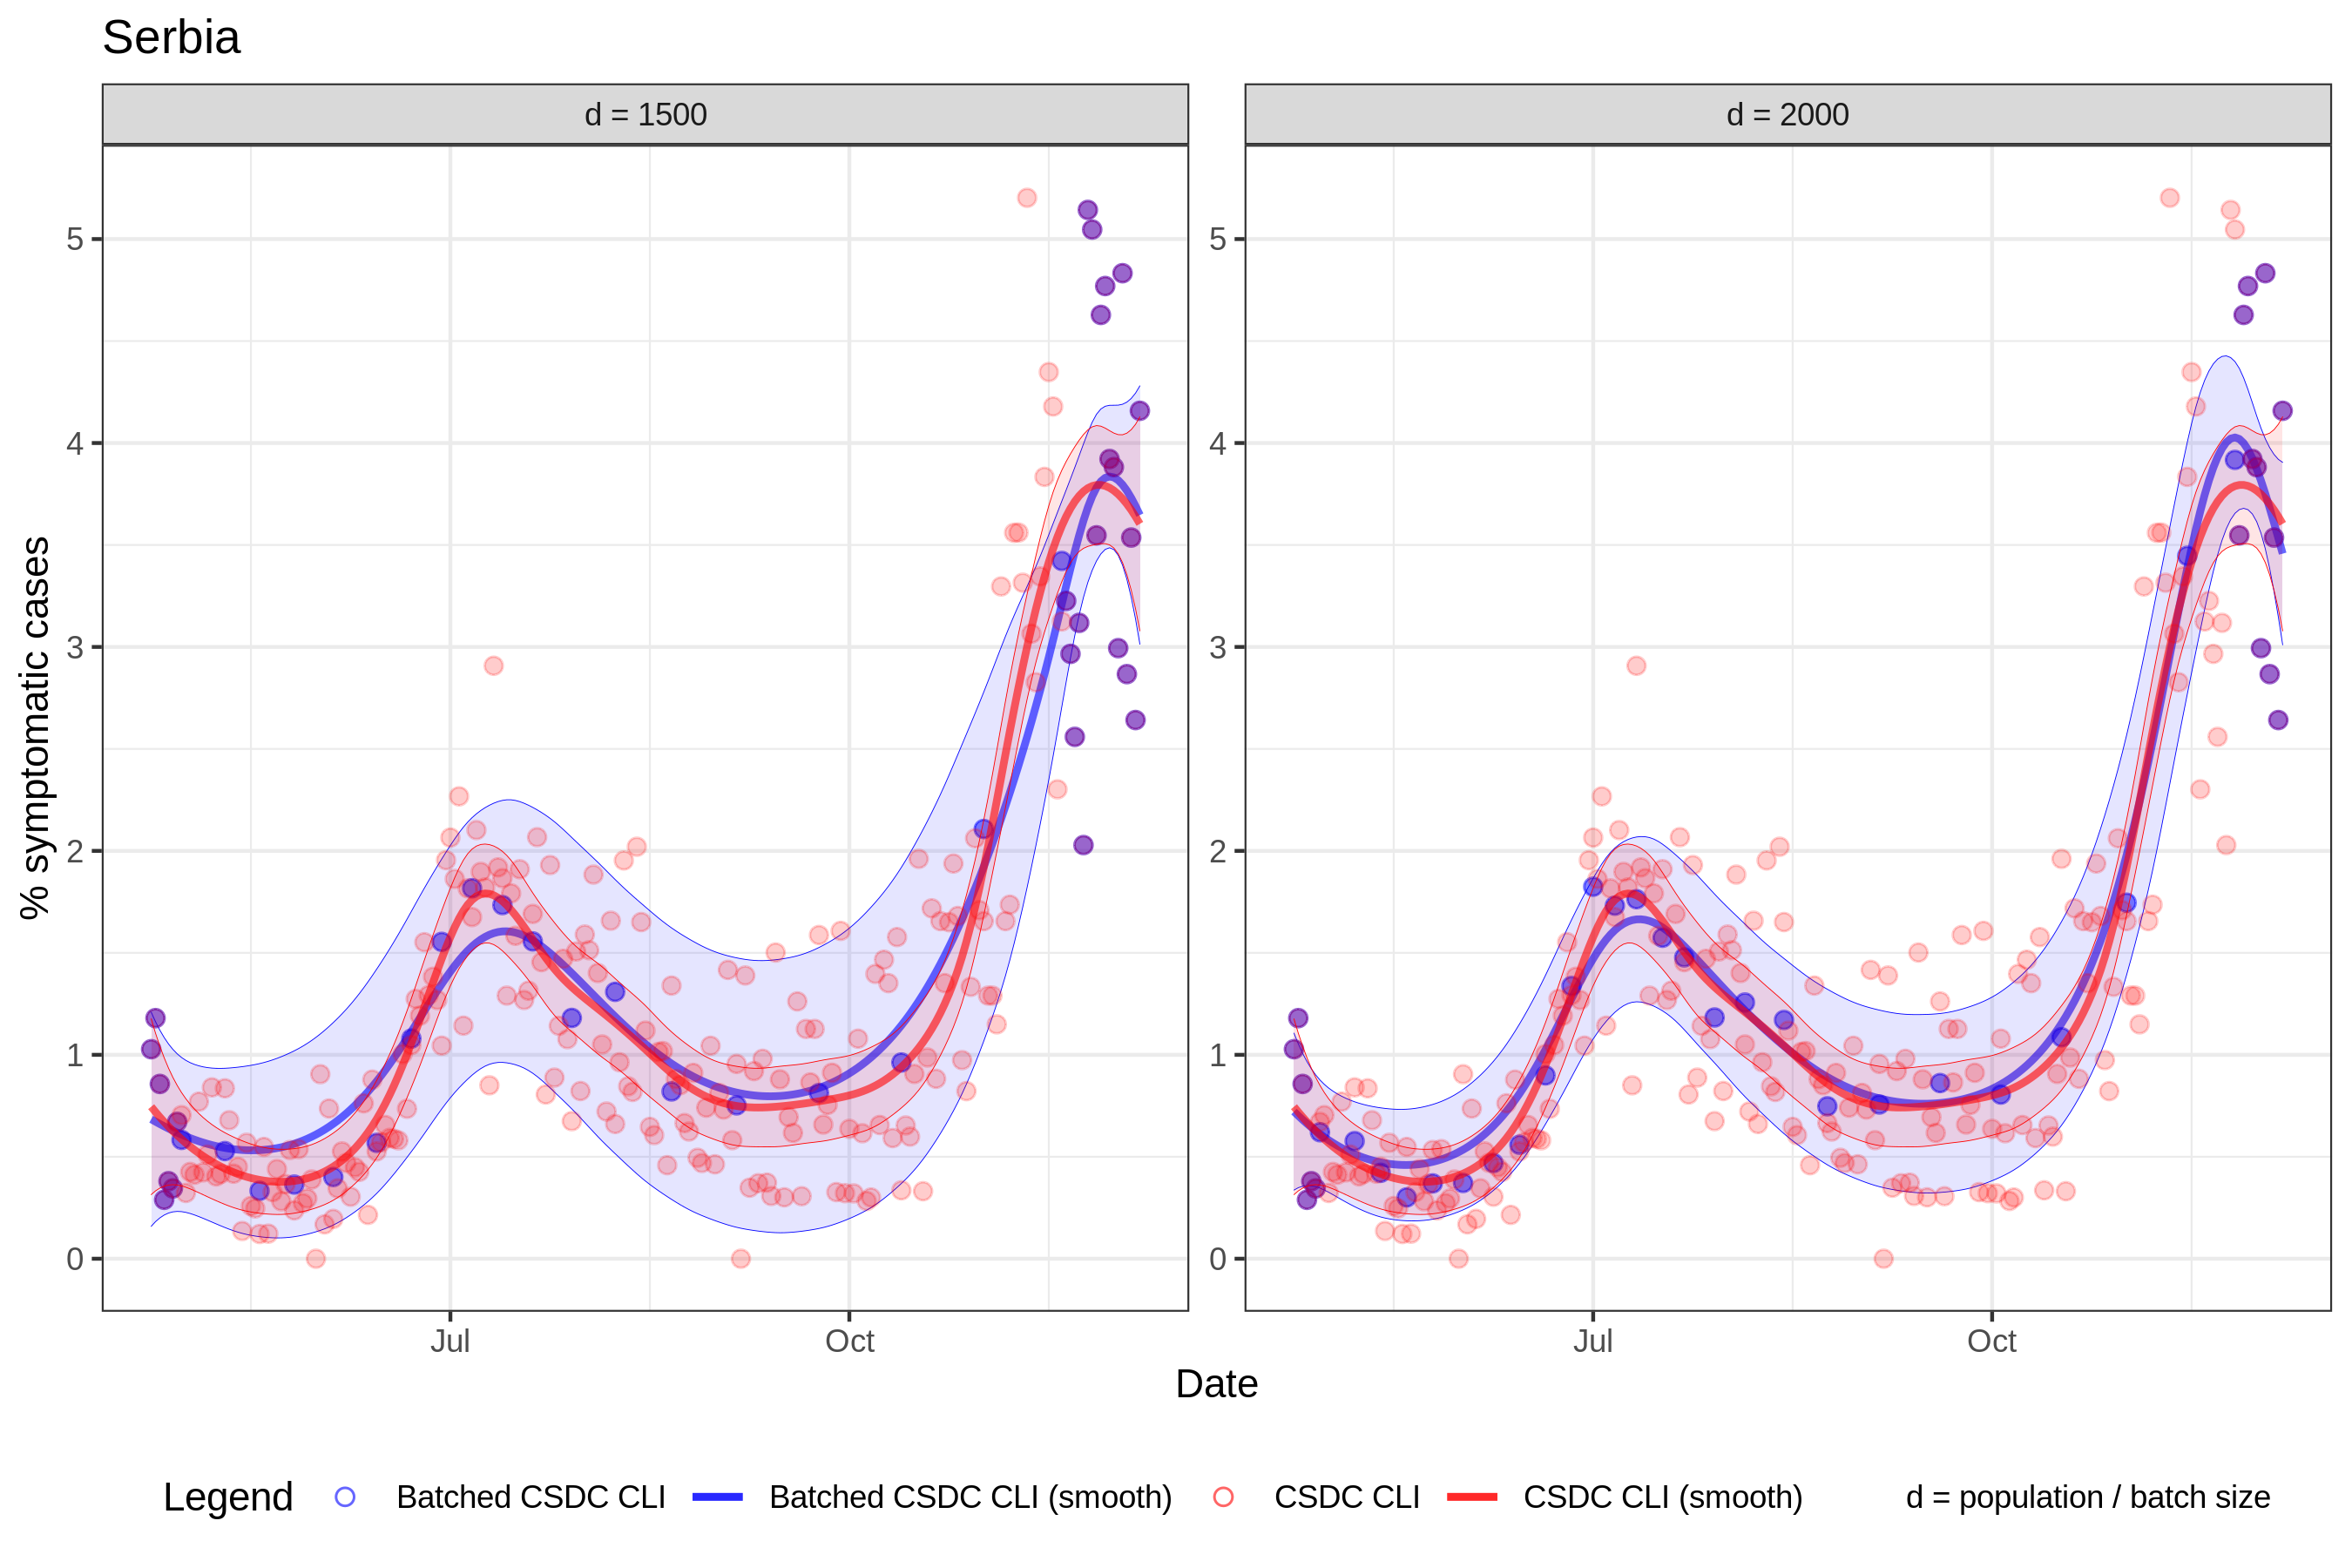 Serbia
d = 1500
d = 2000
% symptomatic cases
5
4
3
2
1
0
5
4
3
2
1
0
Jul
Oct
Jul
Oct
Date
Legend
Batched CSDC CLI
Batched CSDC CLI (smooth)
CSDC CLI
CSDC CLI (smooth)
d = population / batch size